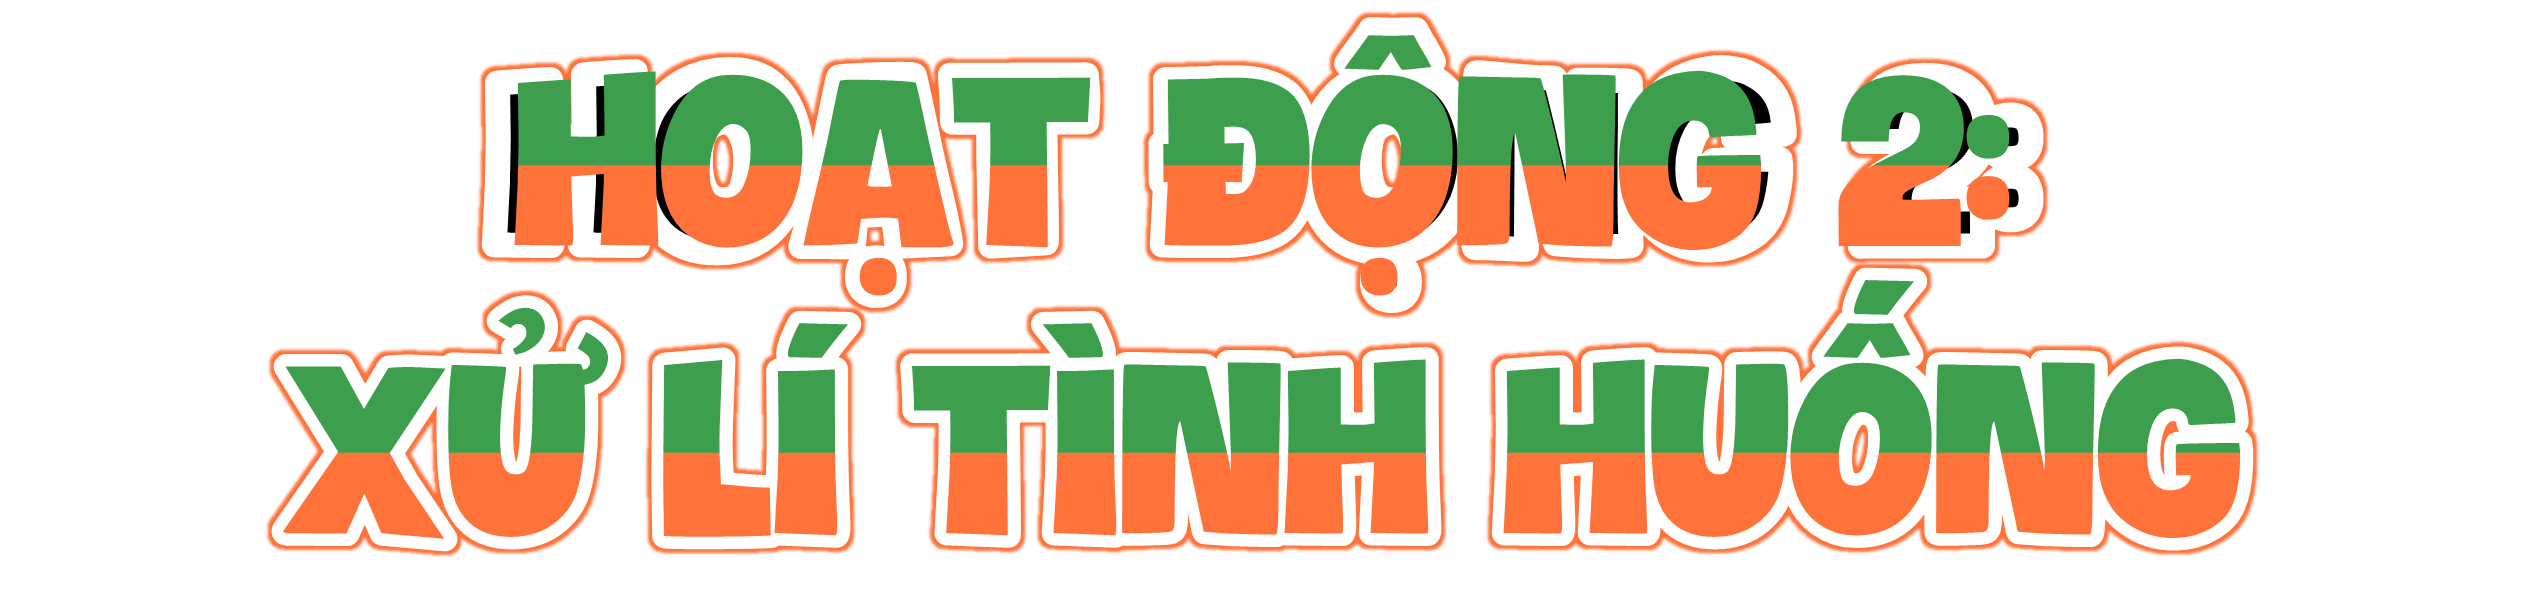 HOẠT ĐỘNG 2:
XỬ LÍ TÌNH HUỐNG